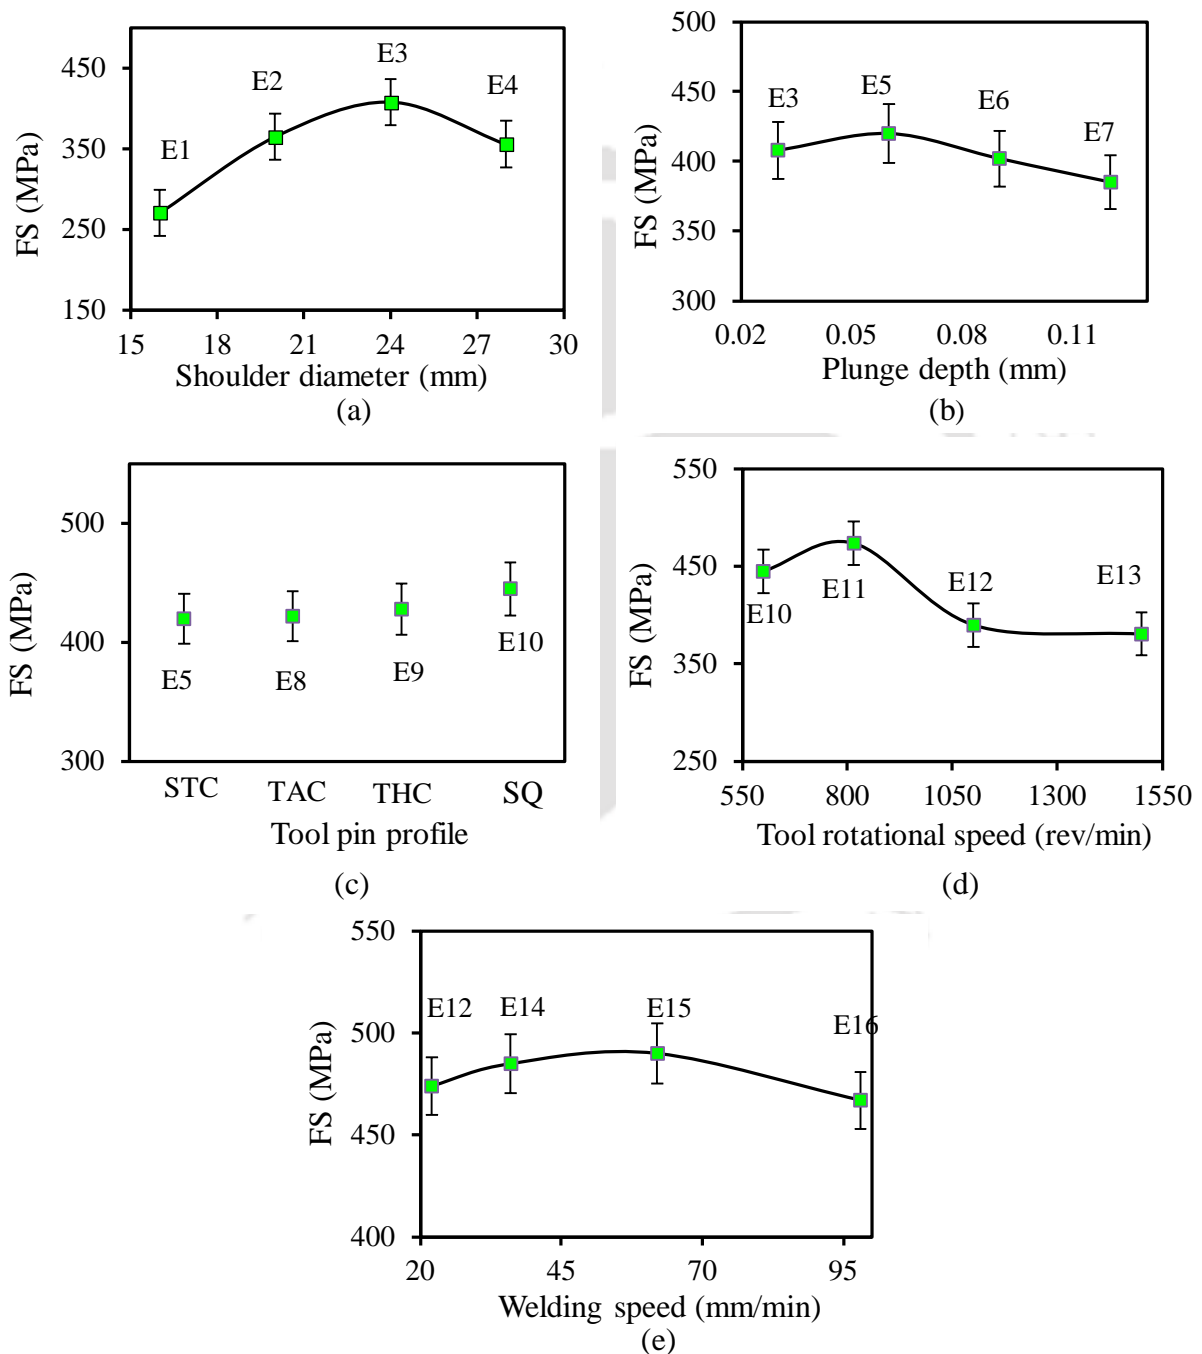 E3
E2
E4
E1
450
350
250
150
FS (MPa)
15 18 21 24 27 30
Shoulder diameter (mm)
(a)
500
450
400
350
300
FS (MPa)
E3 E5 E6 E7
0.02 0.05 0.08 0.11
Plunge depth (mm)
(b)
500
400
300
FS (MPa)
E5 E8 E9 E10
STC TAC THC SQ
Tool pin profile
(c)
550
450
350
250
FS (MPa)
E10 E11 E12 E13
550 800 1050 1300 1550
Tool rotational speed (rev/min)
(d)
550
500
450
400
FS (MPa)
E12 E14 E15 E16
20 45 70 95
Welding speed (mm/min)
(e)